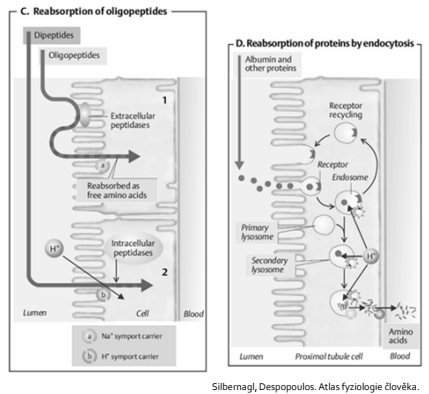 C. Reabsorption of oligopeptides
Dipeptides
Oligopeptides
1
Extracellular
peptidases
a
Reabsorbed as
free amino acids
H⁺
Intracellular
peptidases
2
b
Lumen
Cell
Blood
a Na⁺ symport carrier
b H⁺ symport carrier
D. Reabsorption of proteins by endocytosis
Albumin and
other proteins
Receptor
recycling
Receptor
Endosome
Primary
lysosome
H⁺
Secondary
lysosome
Amino
acids
Lumen
Proximal tubule cell
Blood
Silbernagl, Despopoulos. Atlas fyziologie člověka.